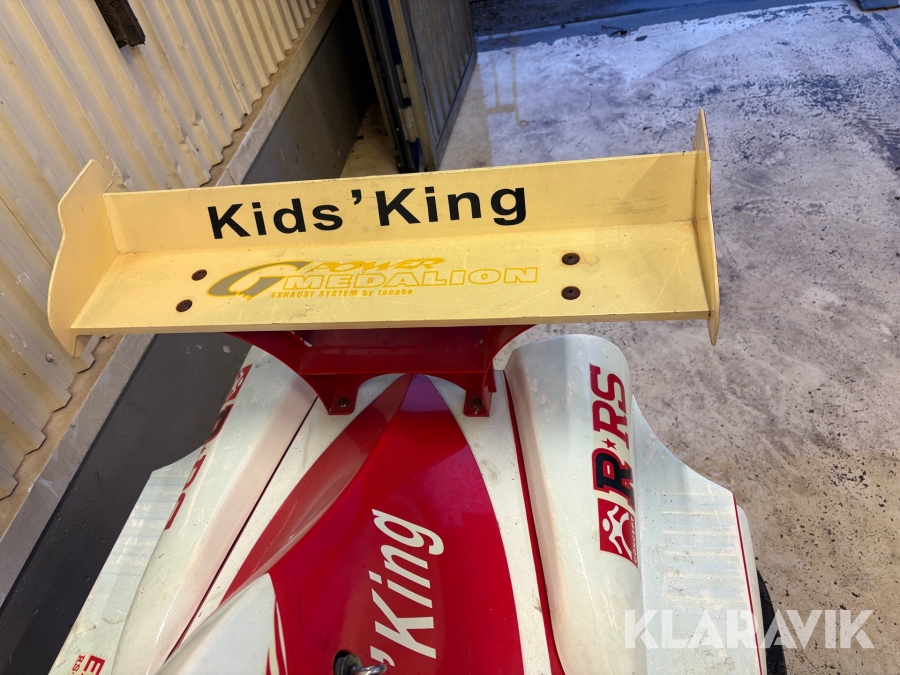 Kids'King
G POWER
MEDALION
EXHAUST SYSTEM by tanabe
R★RS
'King
KLARAVIK